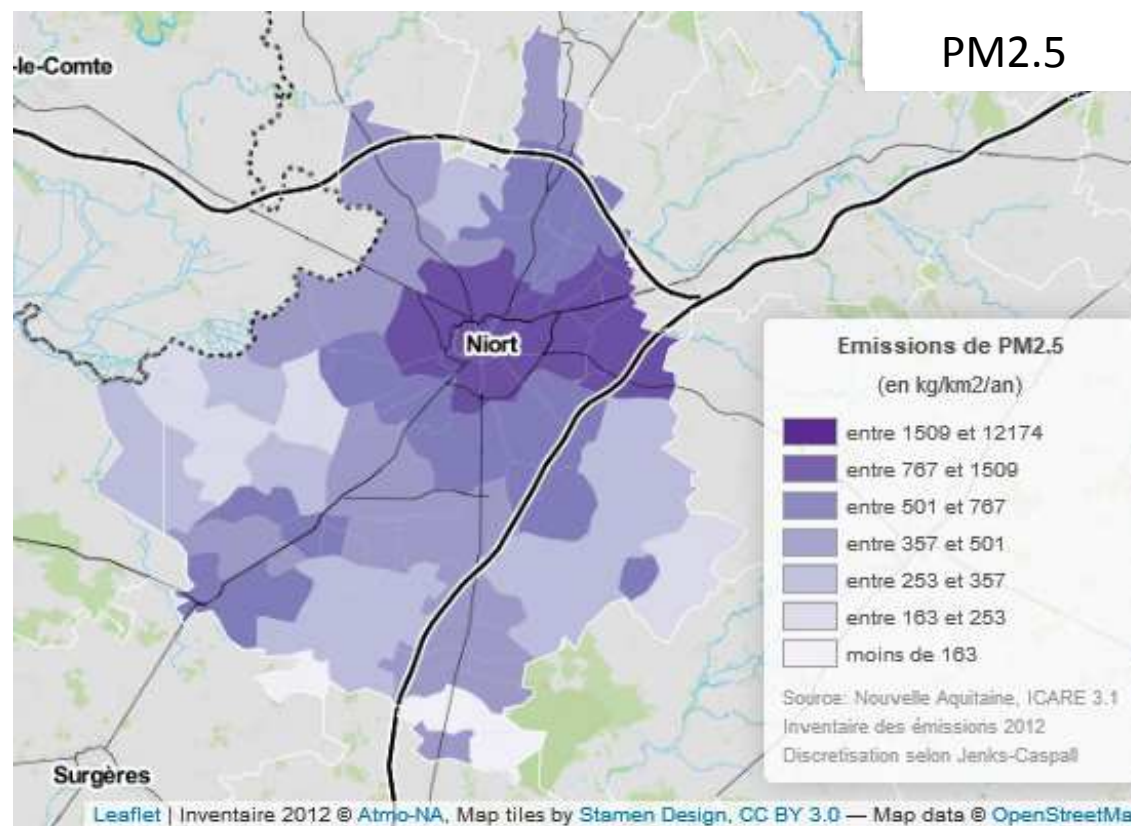 PM2.5
-le-Comte
Niort
Emissions de PM2.5
(en kg/km2/an)
entre 1509 et 12174
entre 767 et 1509
entre 501 et 767
entre 357 et 501
entre 253 et 357
entre 163 et 253
moins de 163
Source: Nouvelle Aquitaine, ICARE 3.1
Inventaire des émissions 2012
Discretisation selon Jenks-Caspall
Surgères
Leaflet | Inventaire 2012 © Atmo-NA, Map tiles by Stamen Design, CC BY 3.0 — Map data © OpenStreetMa